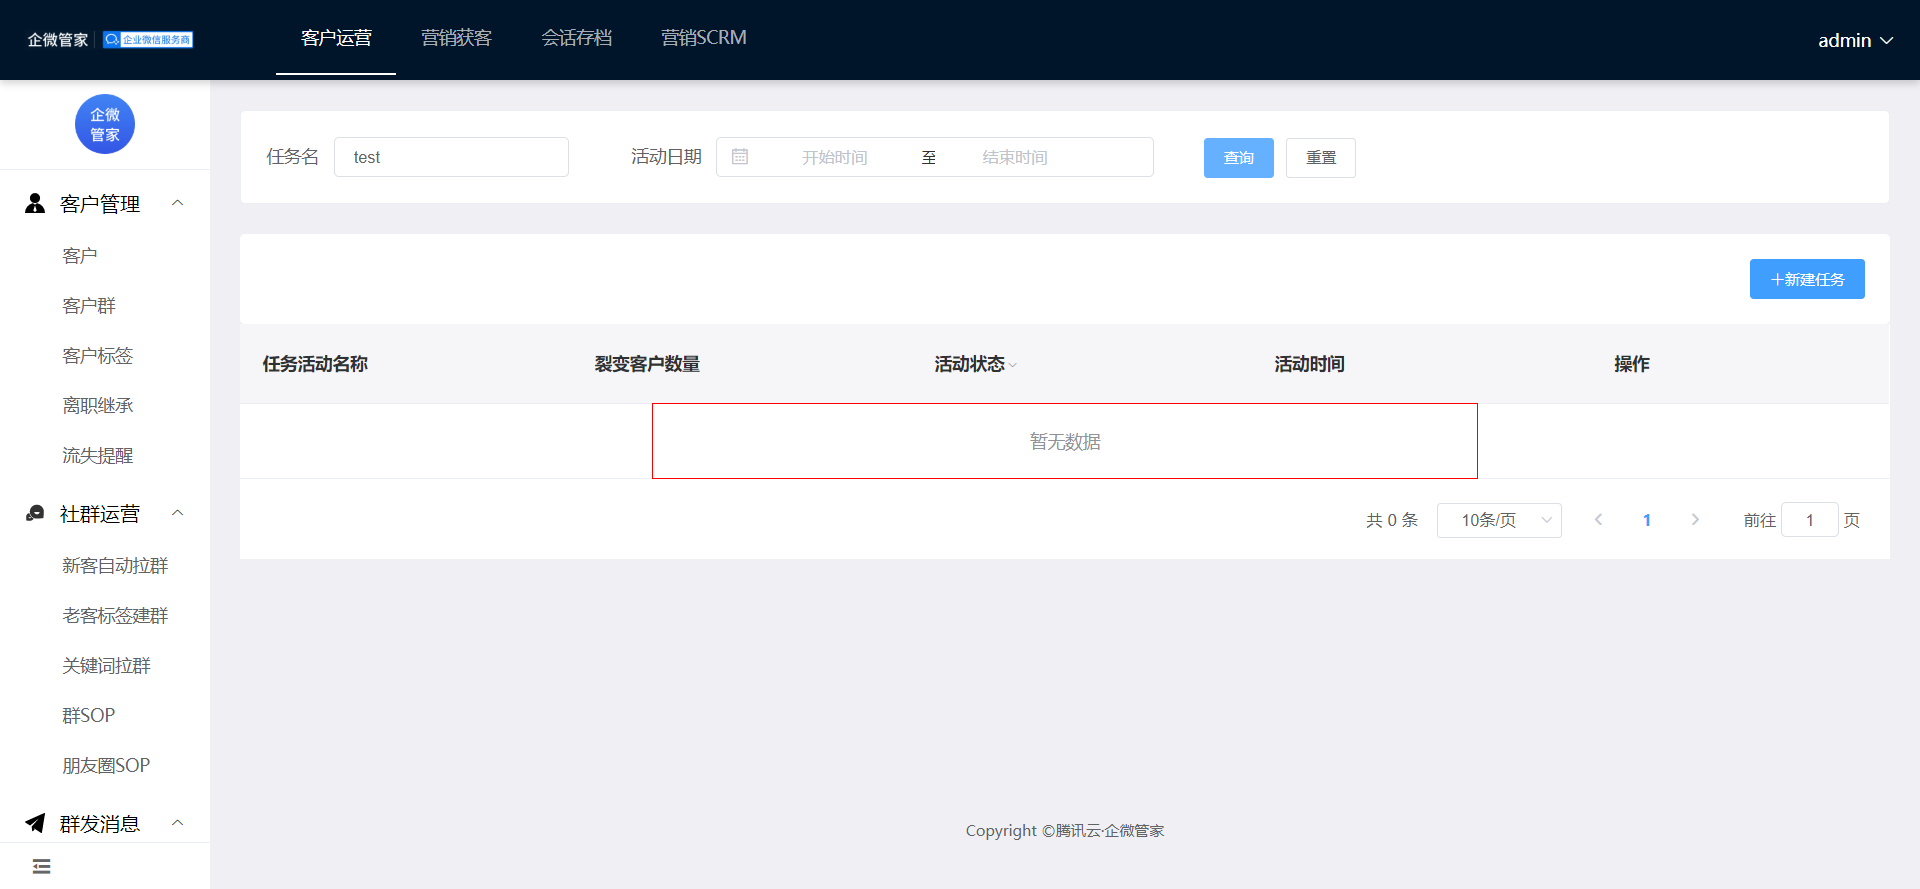 企微管家 企业微信服务商 客户运营 营销获客 会话存档 营销SCRM admin
企微
管家
客户管理
客户
客户群
客户标签
离职继承
流失提醒
社群运营
新客自动拉群
老客标签建群
关键词拉群
群SOP
朋友圈SOP
群发消息
任务名 test 活动日期 开始时间 至 结束时间 查询 重置
+新建任务
任务活动名称 裂变客户数量 活动状态 活动时间 操作
暂无数据
共 0 条 10条/页 1 前往 1 页
Copyright ©腾讯云·企微管家